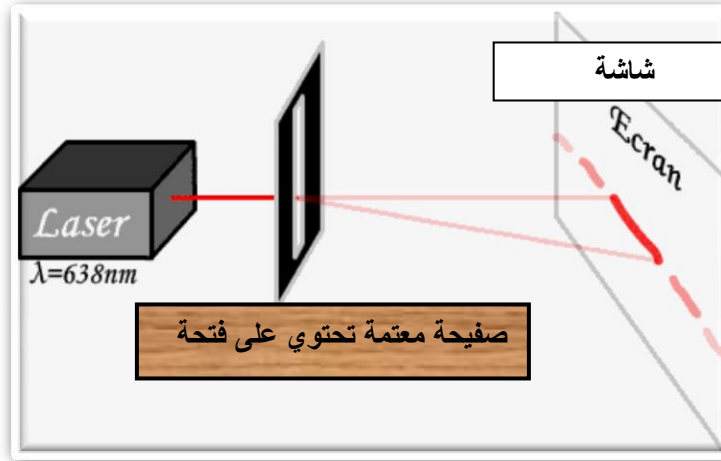 شاشة
Ecran
Laser
λ=638nm
صفيحة معتمة تحتوي على فتحة